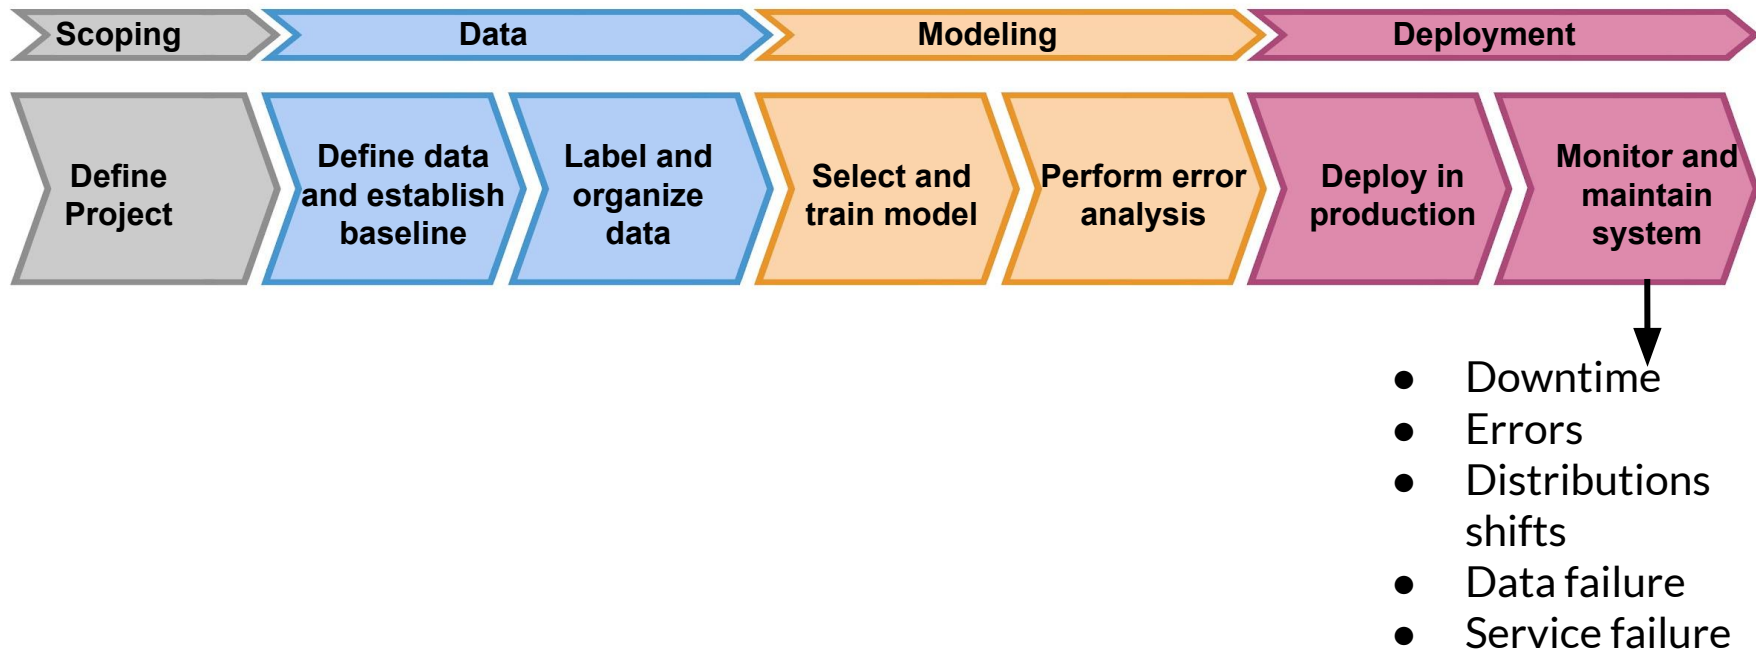 Scoping
Data
Modeling
Deployment
Define
Project
Define data
and establish
baseline
Label and
organize
data
Select and
train model
Perform error
analysis
Deploy in
production
Monitor and
maintain
system
● Downtime
● Errors
● Distributions
shifts
● Data failure
● Service failure